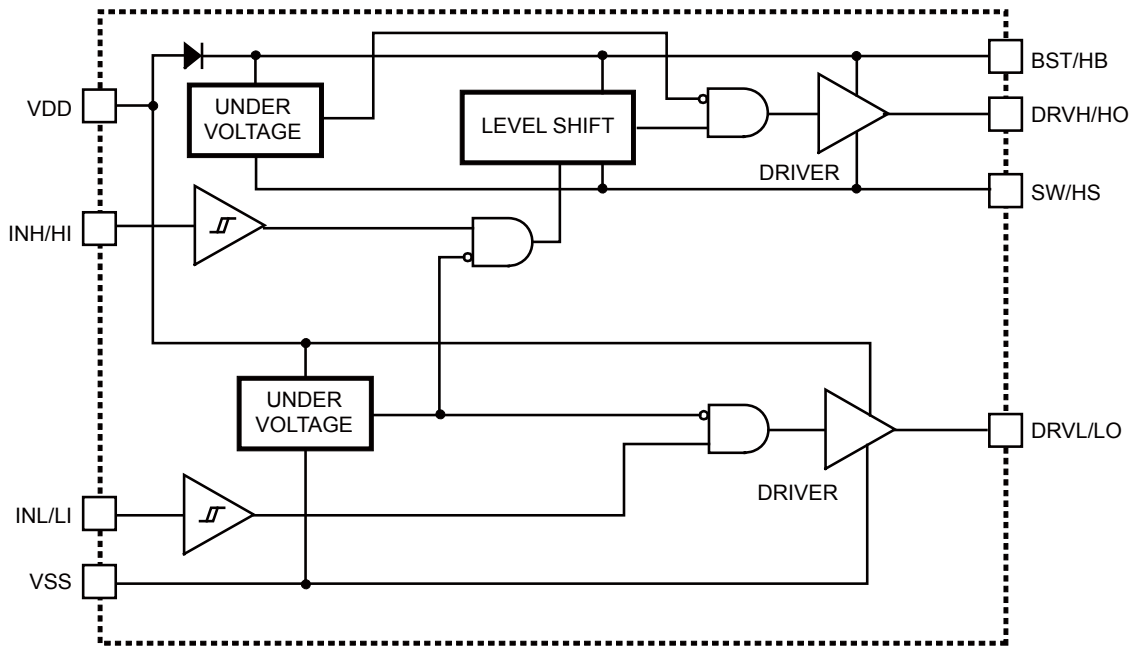 BST/HB
VDD
UNDER
VOLTAGE
LEVEL SHIFT
DRVH/HO
DRIVER
SW/HS
INH/HI
UNDER
VOLTAGE
DRVL/LO
DRIVER
INL/LI
VSS